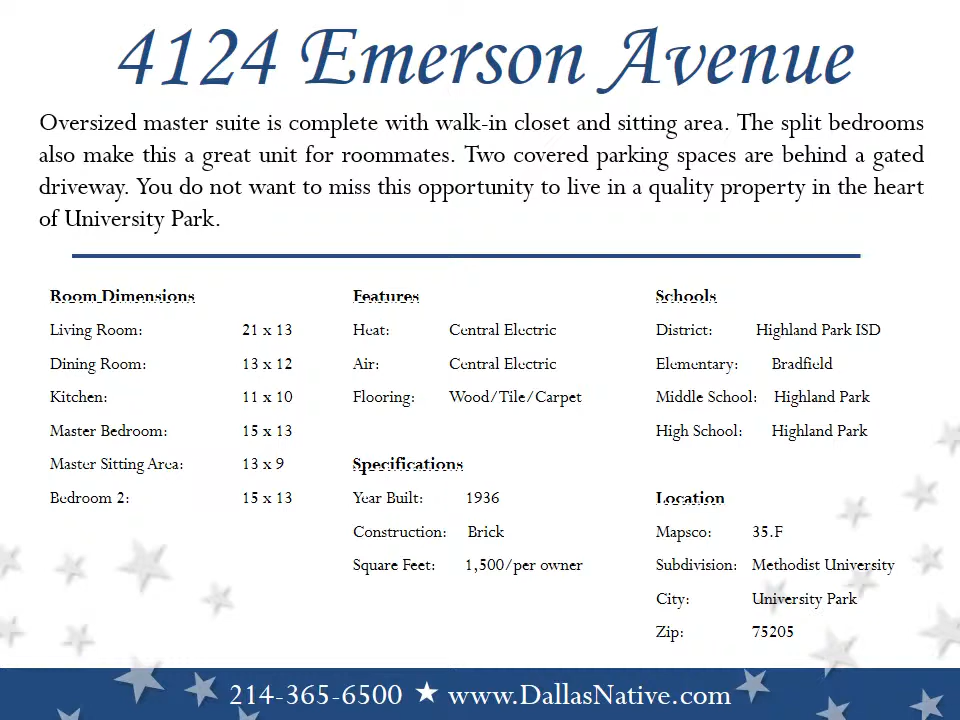 4124 Emerson Avenue
Oversized master suite is complete with walk-in closet and sitting area. The split bedrooms
also make this a great unit for roommates. Two covered parking spaces are behind a gated
driveway. You do not want to miss this opportunity to live in a quality property in the heart
of University Park.
Room Dimensions
Living Room: 21 x 13
Dining Room: 13 x 12
Kitchen: 11 x 10
Master Bedroom: 15 x 13
Master Sitting Area: 13 x 9
Bedroom 2: 15 x 13
Features
Heat: Central Electric
Air: Central Electric
Flooring: Wood/Tile/Carpet
Specifications
Year Built: 1936
Construction: Brick
Square Feet: 1,500/per owner
Schools
District: Highland Park ISD
Elementary: Bradfield
Middle School: Highland Park
High School: Highland Park
Location
Mapsco: 35.F
Subdivision: Methodist University
City: University Park
Zip: 75205
214-365-6500 ★ www.DallasNative.com